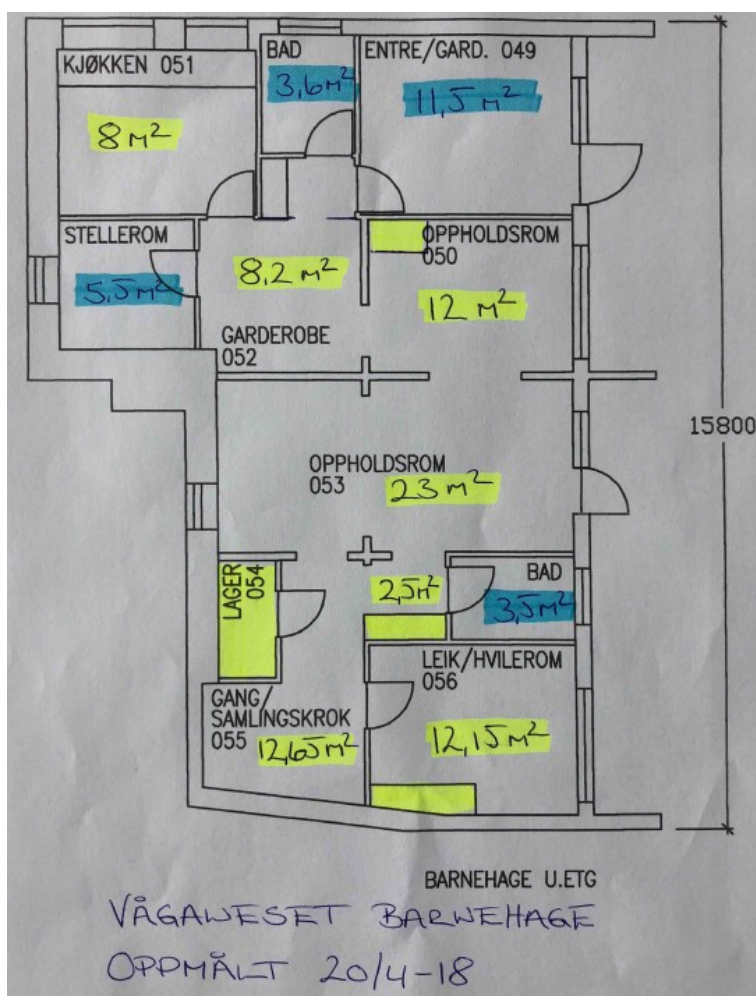 KJØKKEN 051
8 M²
BAD
3,6 M²
ENTRE/GARD. 049
11,5 M²
STELLEROM
5,5 M²
8,2 M²
GARDEROBE
052
OPPHOLDSROM
050
12 M²
15800
OPPHOLDSROM
053
23 M²
LAGER
054
2,5 M²
BAD
3,5 M²
GANG/
SAMLINGSKROK
055
12,65 M²
LEIK/HVILEROM
056
12,15 M²
BARNEHAGE U.ETG
VÅGANESET BARNEHAGE
OPPMÅLT 20/4-18